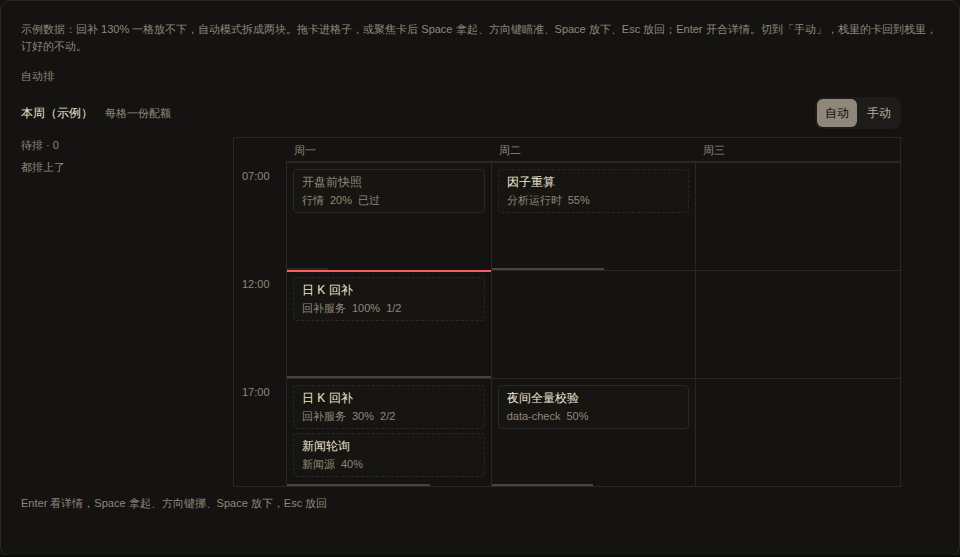 示例数据：回补 130% 一格放不下，自动模式拆成两块。拖卡进格子，或聚焦卡后 Space 拿起、方向键瞄准、Space 放下、Esc 放回；Enter 开合详情。切到「手动」，栈里的卡回到栈里，
订好的不动。
自动排
本周（示例） 每格一份配额
自动 手动
待排 · 0
都排上了
周一 周二 周三
07:00
开盘前快照
行情 20% 已过
因子重算
分析运行时 55%
12:00
日 K 回补
回补服务 100% 1/2
17:00
日 K 回补
回补服务 30% 2/2
夜间全量校验
data-check 50%
新闻轮询
新闻源 40%
Enter 看详情，Space 拿起、方向键挪、Space 放下，Esc 放回